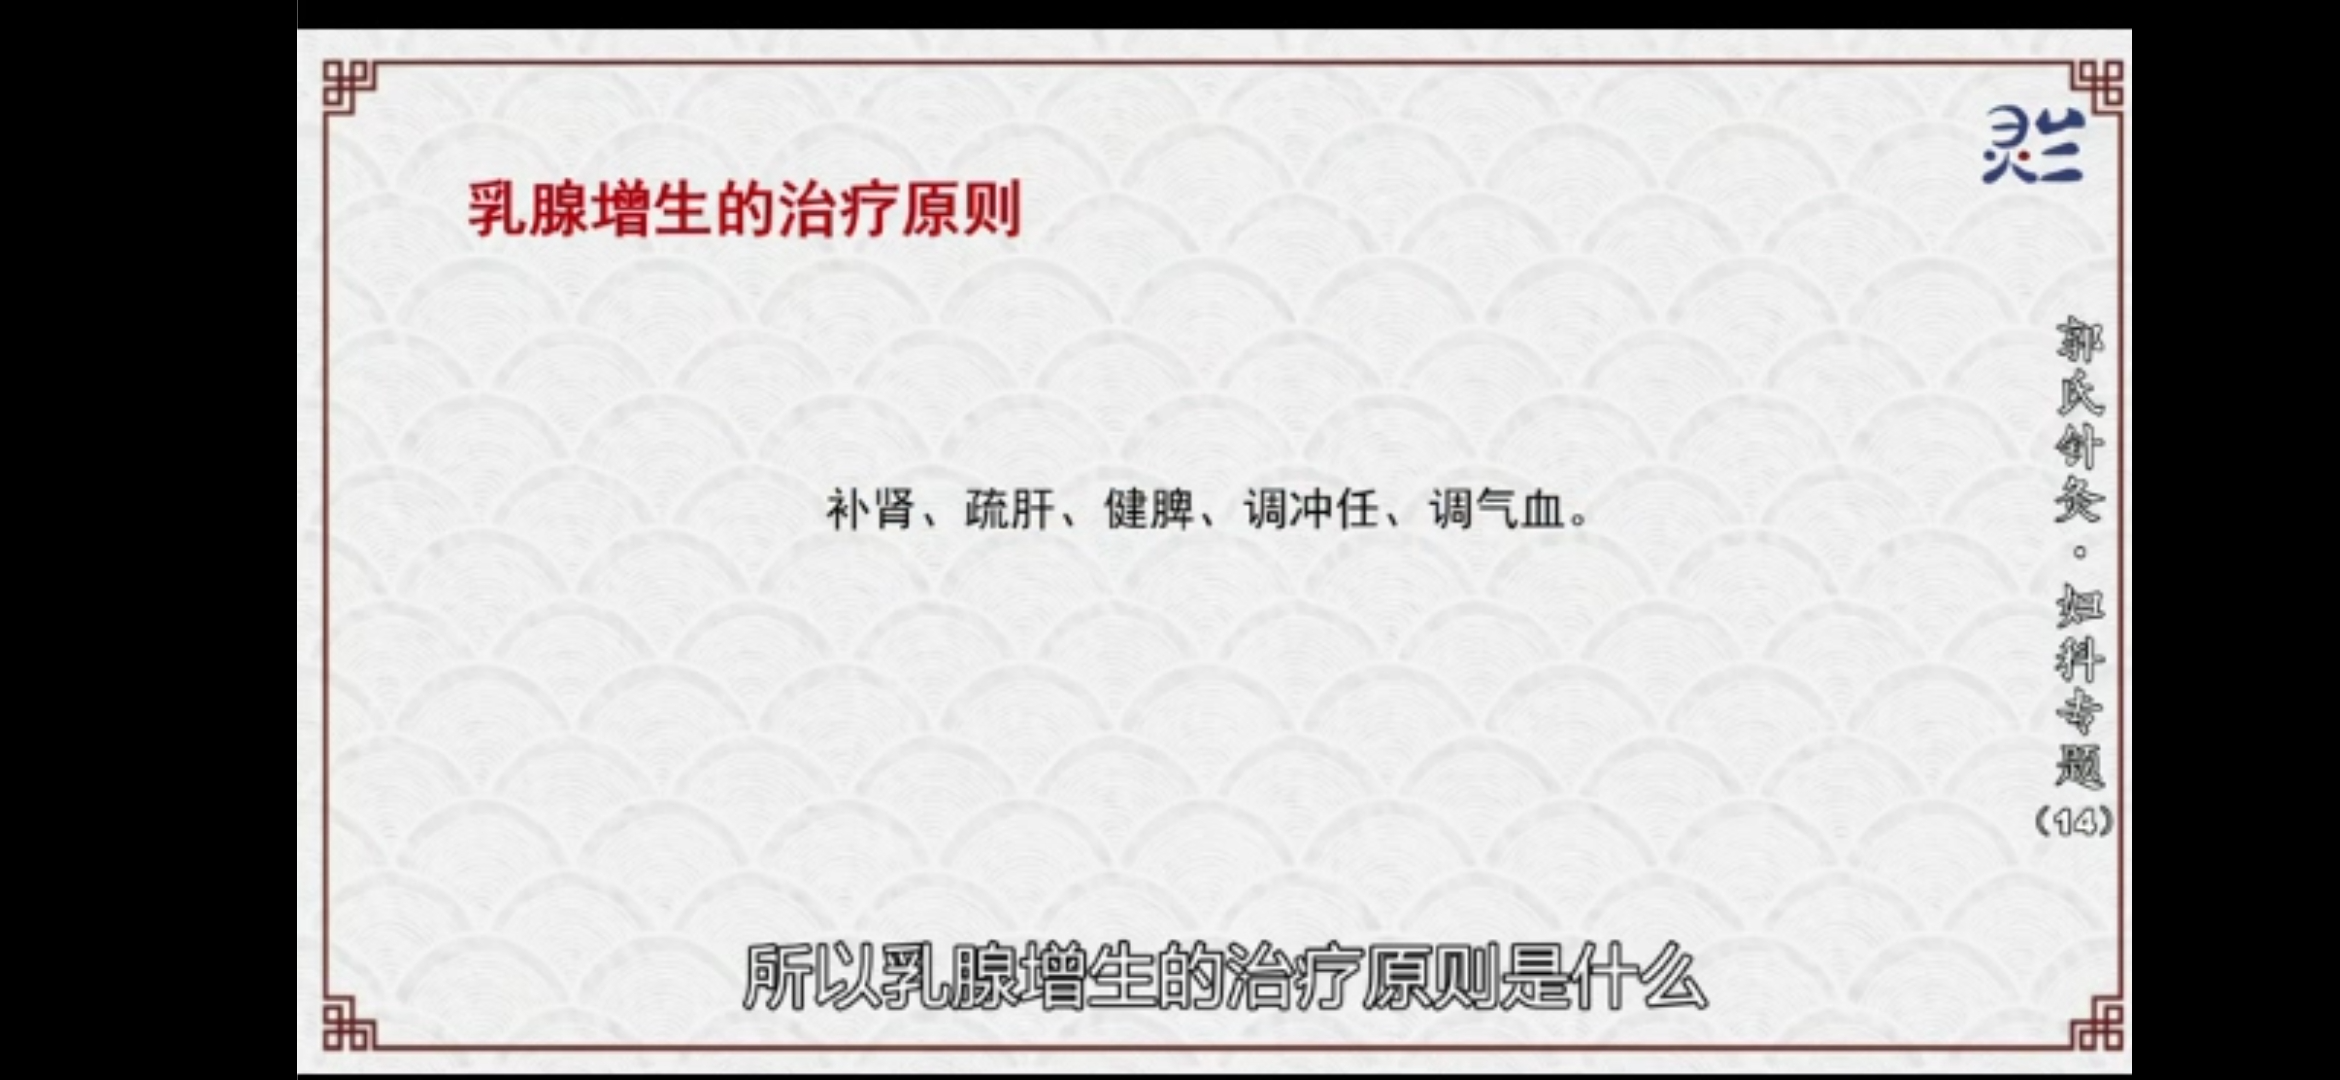 乳腺增生的治疗原则
补肾、疏肝、健脾、调冲任、调气血。
郭氏针灸·妇科专题(14)
所以乳腺增生的治疗原则是什么